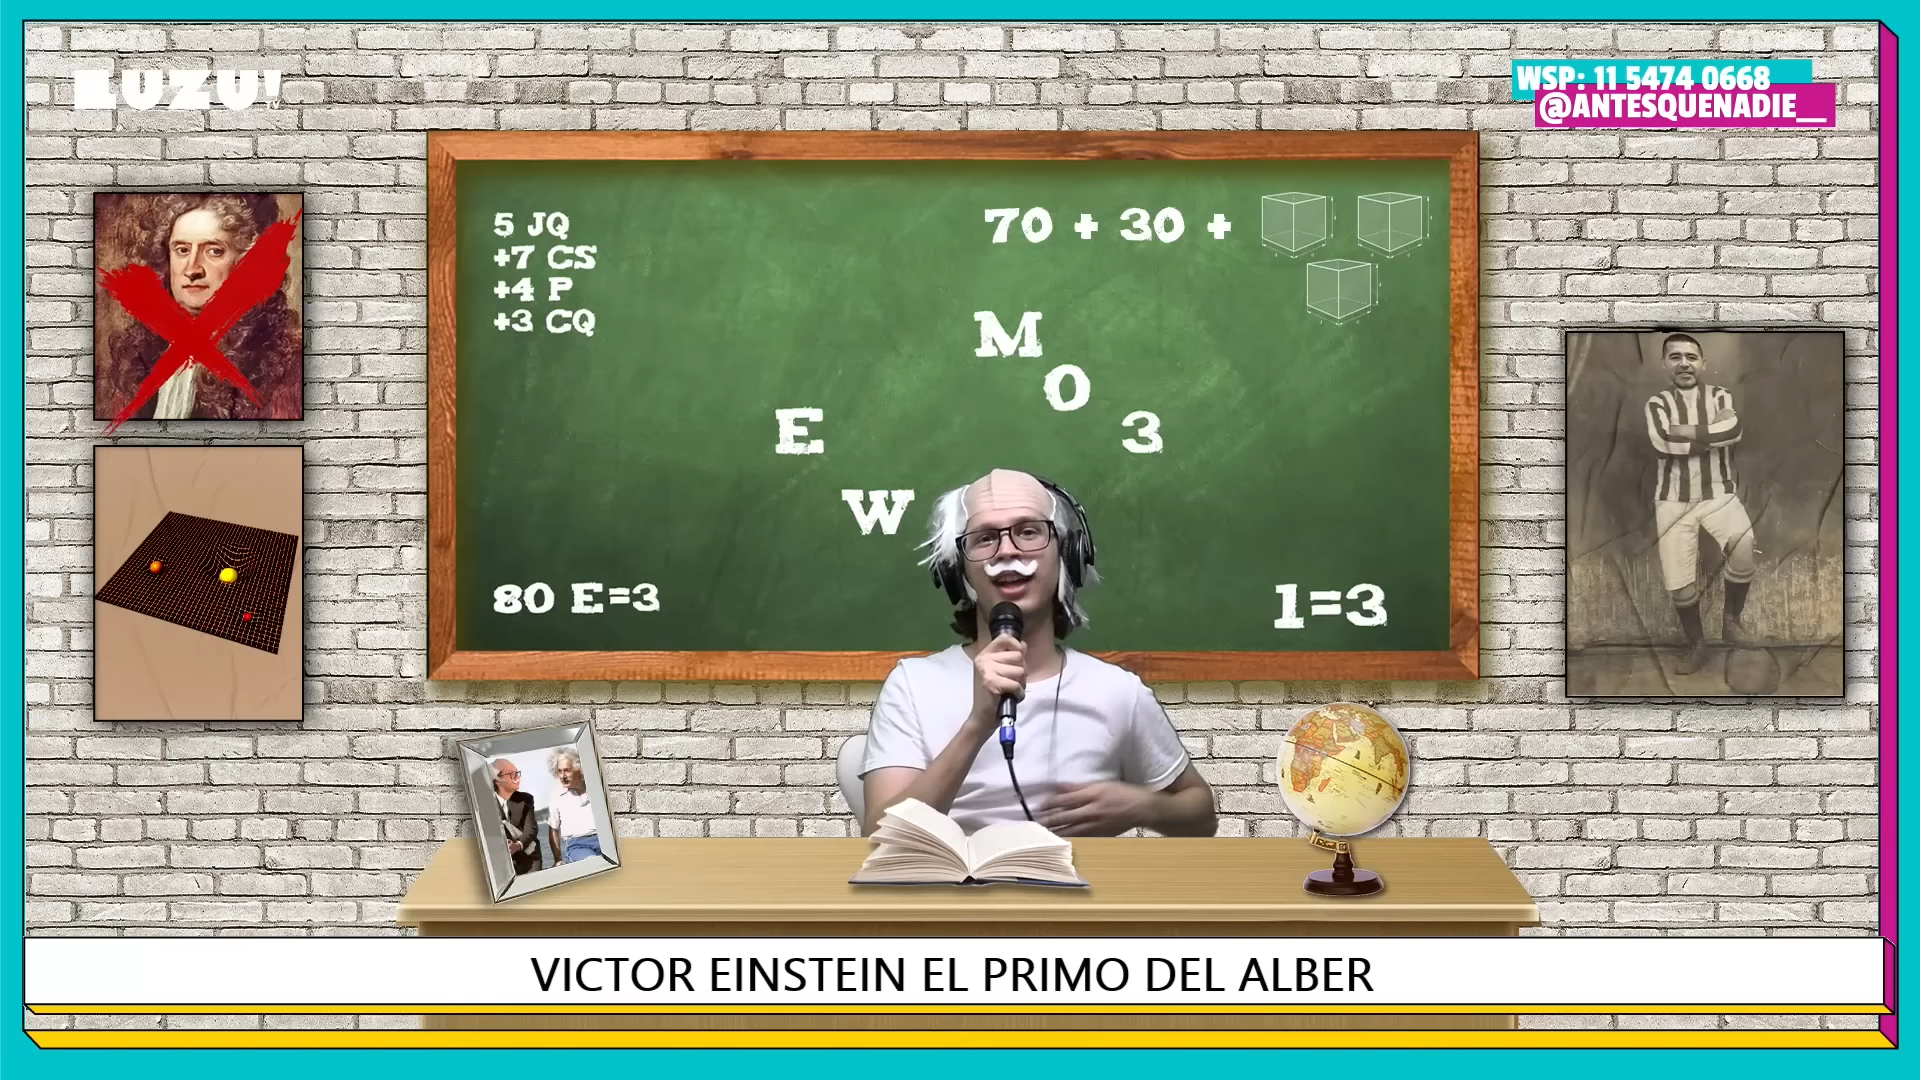 LUZU!
TV
WSP: 11 5474 0668
@ANTESQUENADIE__
5 JQ
+7 CS
+4 P
+3 CQ
70 + 30 +
M
O
E
3
W
80 E=3
1=3
VICTOR EINSTEIN EL PRIMO DEL ALBER